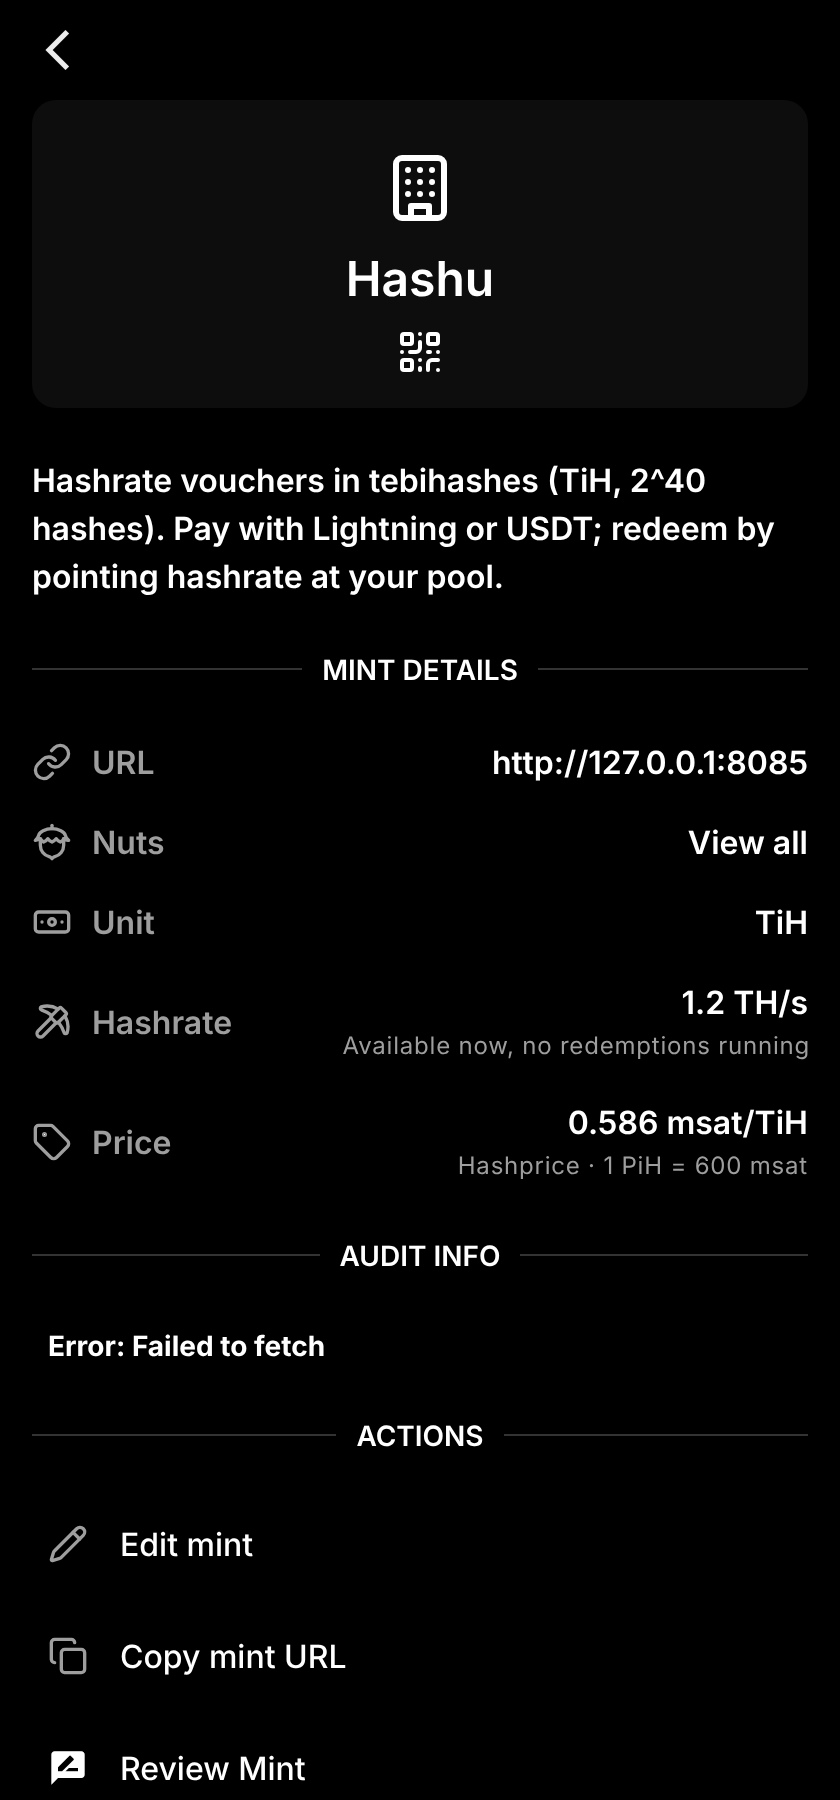 Hashu
Hashrate vouchers in tebihashes (TiH, 2^40
hashes). Pay with Lightning or USDT; redeem by
pointing hashrate at your pool.
MINT DETAILS
URL http://127.0.0.1:8085
Nuts View all
Unit TiH
Hashrate 1.2 TH/s
Available now, no redemptions running
Price 0.586 msat/TiH
Hashprice · 1 PiH = 600 msat
AUDIT INFO
Error: Failed to fetch
ACTIONS
Edit mint
Copy mint URL
Review Mint